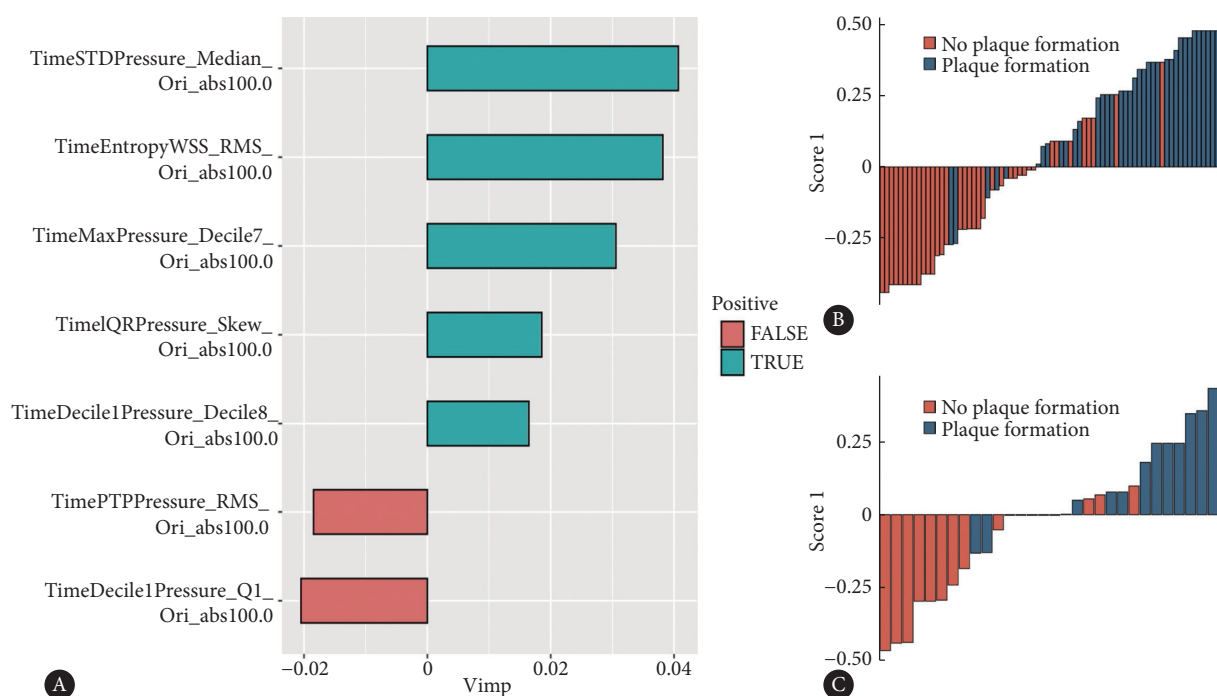 TimeSTDPressure_Median_
Ori_abs100.0
TimeEntropyWSS_RMS_
Ori_abs100.0
TimeMaxPressure_Decile7_
Ori_abs100.0
TimelQRPressure_Skew_
Ori_abs100.0
TimeDecile1Pressure_Decile8_
Ori_abs100.0
TimePTPPressure_RMS_
Ori_abs100.0
TimeDecile1Pressure_Q1_
Ori_abs100.0
−0.02
0
0.02
0.04
Vimp
Positive
FALSE
TRUE
A
0.50
0.25
0
−0.25
Score 1
No plaque formation
Plaque formation
B
0.25
0
−0.25
−0.50
Score 1
No plaque formation
Plaque formation
C